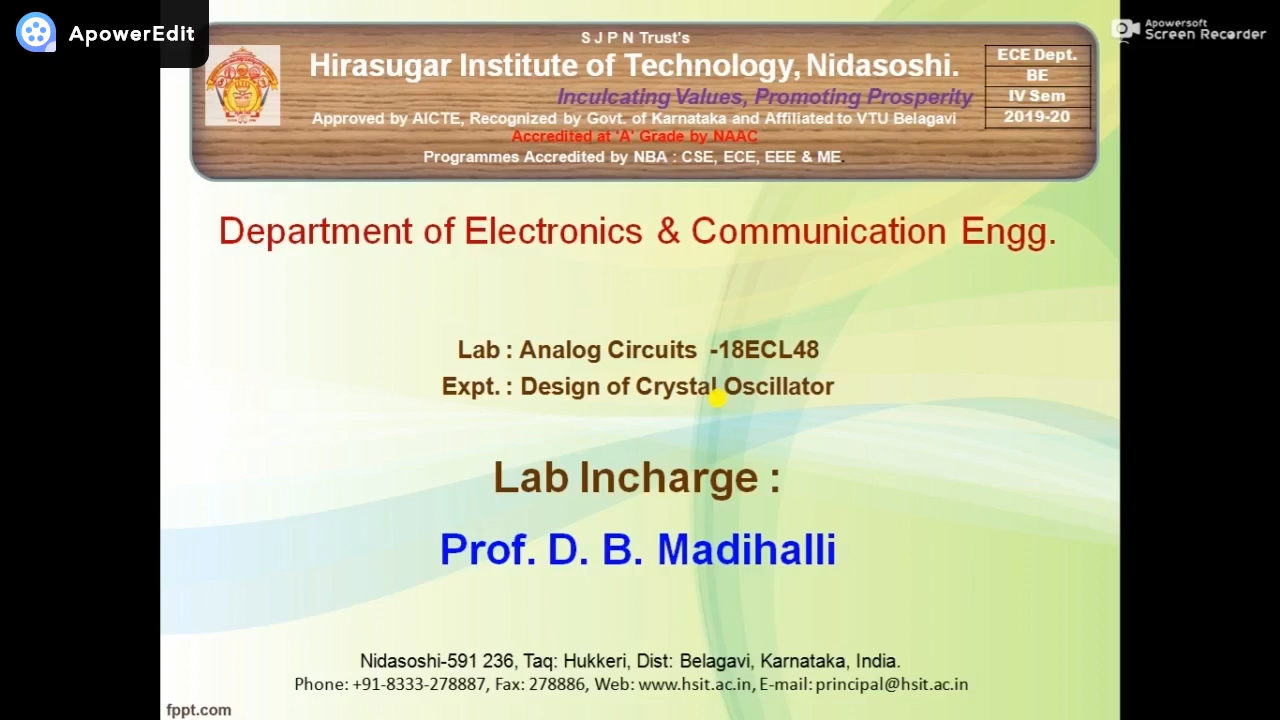 ApowerEdit
Apowersoft
Screen Recorder
S J P N Trust's
Hirasugar Institute of Technology, Nidasoshi.
Inculcating Values, Promoting Prosperity
Approved by AICTE, Recognized by Govt. of Karnataka and Affiliated to VTU Belagavi
Accredited at 'A' Grade by NAAC
Programmes Accredited by NBA : CSE, ECE, EEE & ME.
ECE Dept.
BE
IV Sem
2019-20
Department of Electronics & Communication Engg.
Lab : Analog Circuits -18ECL48
Expt. : Design of Crystal Oscillator
Lab Incharge :
Prof. D. B. Madihalli
Nidasoshi-591 236, Taq: Hukkeri, Dist: Belagavi, Karnataka, India.
Phone: +91-8333-278887, Fax: 278886, Web: www.hsit.ac.in, E-mail: principal@hsit.ac.in
fppt.com